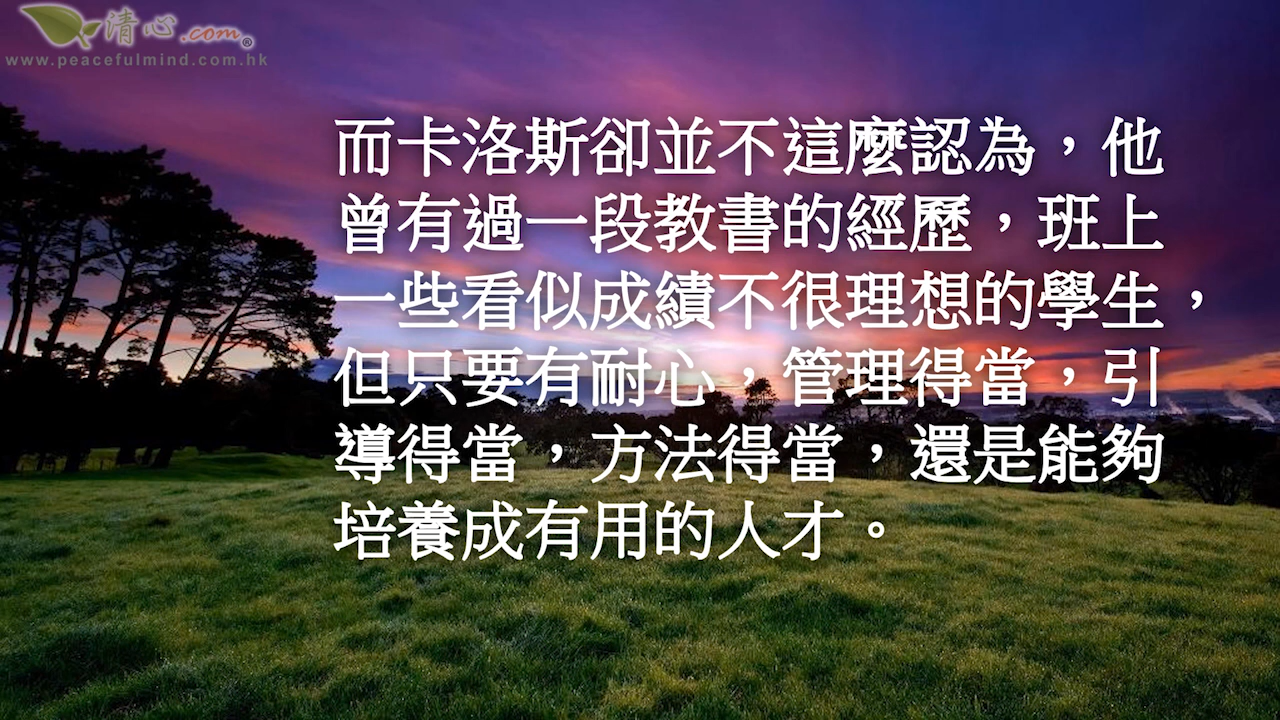 清心.com®
www.peacefulmind.com.hk
而卡洛斯卻並不這麼認為，他
曾有過一段教書的經歷，班上
一些看似成績不很理想的學生，
但只要有耐心，管理得當，引
導得當，方法得當，還是能夠
培養成有用的人才。